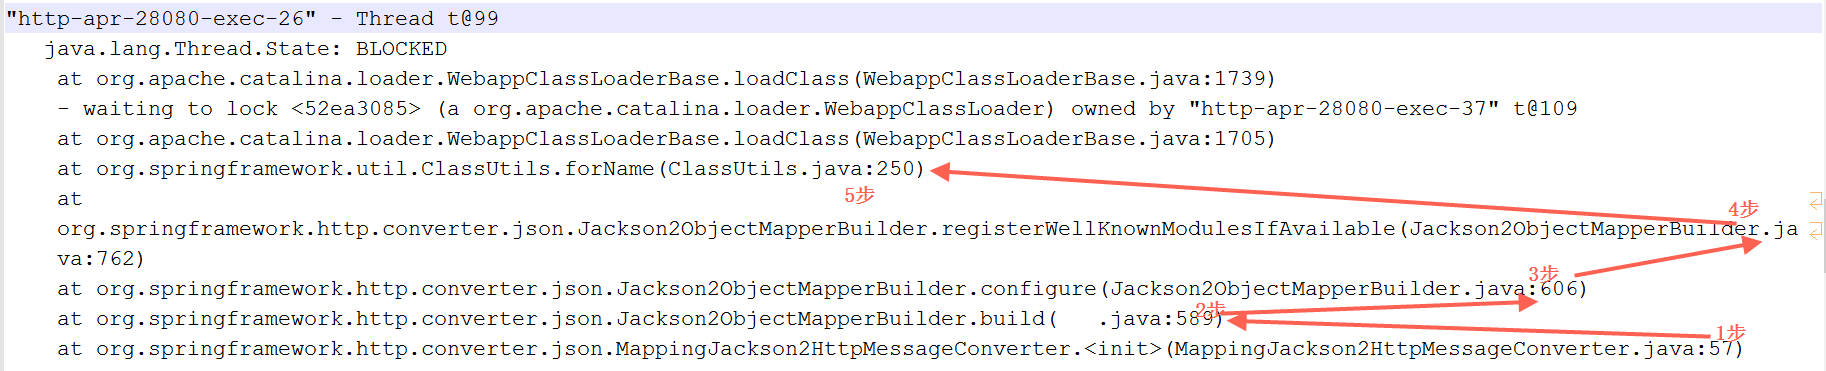 "http-apr-28080-exec-26" - Thread t@99
java.lang.Thread.State: BLOCKED
at org.apache.catalina.loader.WebappClassLoaderBase.loadClass(WebappClassLoaderBase.java:1739)
- waiting to lock <52ea3085> (a org.apache.catalina.loader.WebappClassLoader) owned by "http-apr-28080-exec-37" t@109
at org.apache.catalina.loader.WebappClassLoaderBase.loadClass(WebappClassLoaderBase.java:1705)
at org.springframework.util.ClassUtils.forName(ClassUtils.java:250)
at
5步
4步
org.springframework.http.converter.json.Jackson2ObjectMapperBuilder.registerWellKnownModulesIfAvailable(Jackson2ObjectMapperBuilder.ja
va:762)
3步
at org.springframework.http.converter.json.Jackson2ObjectMapperBuilder.configure(Jackson2ObjectMapperBuilder.java:606)
2步
at org.springframework.http.converter.json.Jackson2ObjectMapperBuilder.build( .java:589)
1步
at org.springframework.http.converter.json.MappingJackson2HttpMessageConverter.<init>(MappingJackson2HttpMessageConverter.java:57)